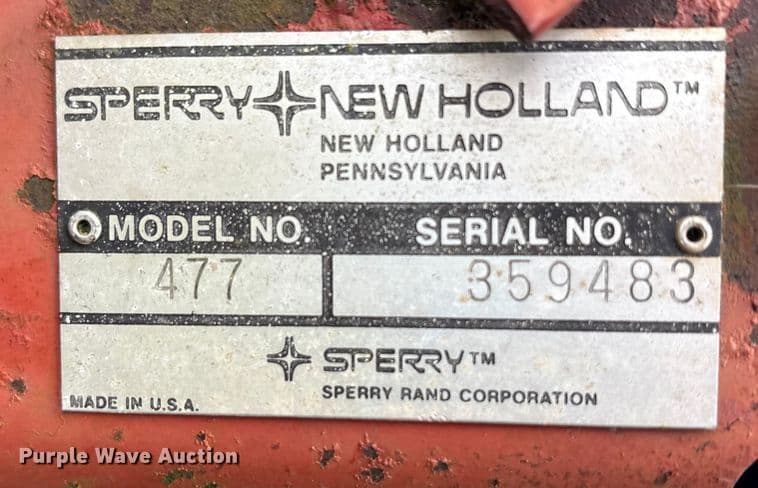 SPERRY NEW HOLLAND™
NEW HOLLAND
PENNSYLVANIA
MODEL NO. SERIAL NO.
477 359483
SPERRY™
SPERRY RAND CORPORATION
MADE IN U.S.A.
Purple Wave Auction